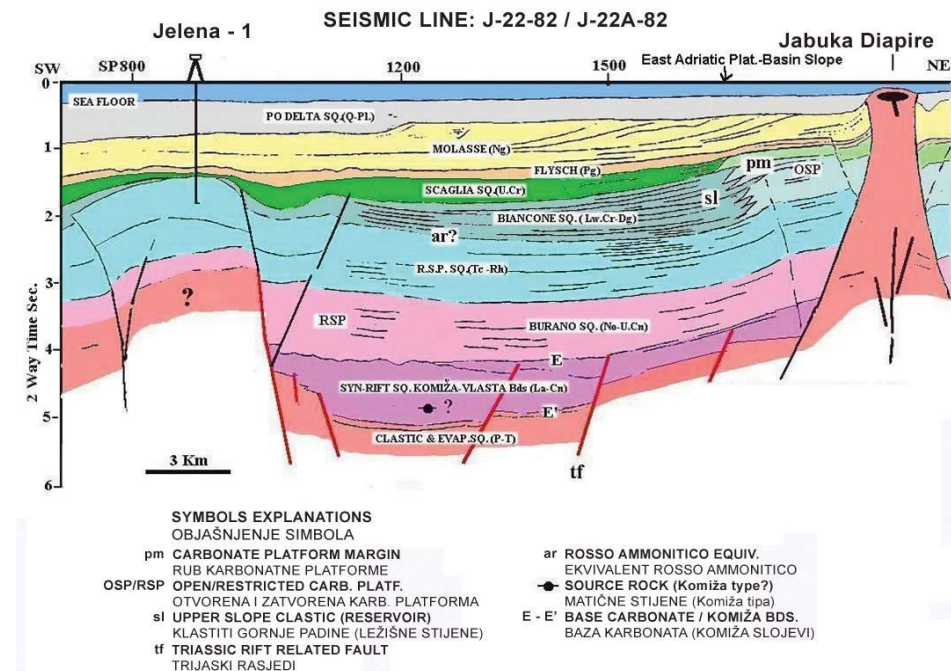 SEISMIC LINE: J-22-82 / J-22A-82
Jelena - 1
Jabuka Diapire
East Adriatic Plat.-Basin Slope
SW SP800 1200 1500 NE
0
SEA FLOOR
PO DELTA SQ.(Q-PL)
1
MOLASSE (Ng)
FLYSCH (Pg)
pm
OSP
SCAGLIA SQ.(U.Cr)
sl
2
BIANCONE SQ. (Lw.Cr-Dg)
ar?
R.S.P. SQ.(Tc -Rh)
3
?
RSP
BURANO SQ. (No-U.Cn)
4
E
SYN-RIFT SQ. KOMIŽA-VLASTA Bds (La-Cn)
?
5
E'
CLASTIC & EVAP.SQ.(P-T)
3 Km
tf
6
2 Way Time Sec.
SYMBOLS EXPLANATIONS
OBJAŠNJENJE SIMBOLA
pm CARBONATE PLATFORM MARGIN
RUB KARBONATNE PLATFORME
OSP/RSP OPEN/RESTRICTED CARB. PLATF.
OTVORENA I ZATVORENA KARB. PLATFORMA
sl UPPER SLOPE CLASTIC (RESERVOIR)
KLASTITI GORNJE PADINE (LEŽIŠNE STIJENE)
tf TRIASSIC RIFT RELATED FAULT
TRIJASKI RASJEDI
ar ROSSO AMMONITICO EQUIV.
EKVIVALENT ROSSO AMMONITICO
SOURCE ROCK (Komiža type?)
MATIČNE STIJENE (Komiža tipa)
E - E' BASE CARBONATE / KOMIŽA BDS.
BAZA KARBONATA (KOMIŽA SLOJEVI)